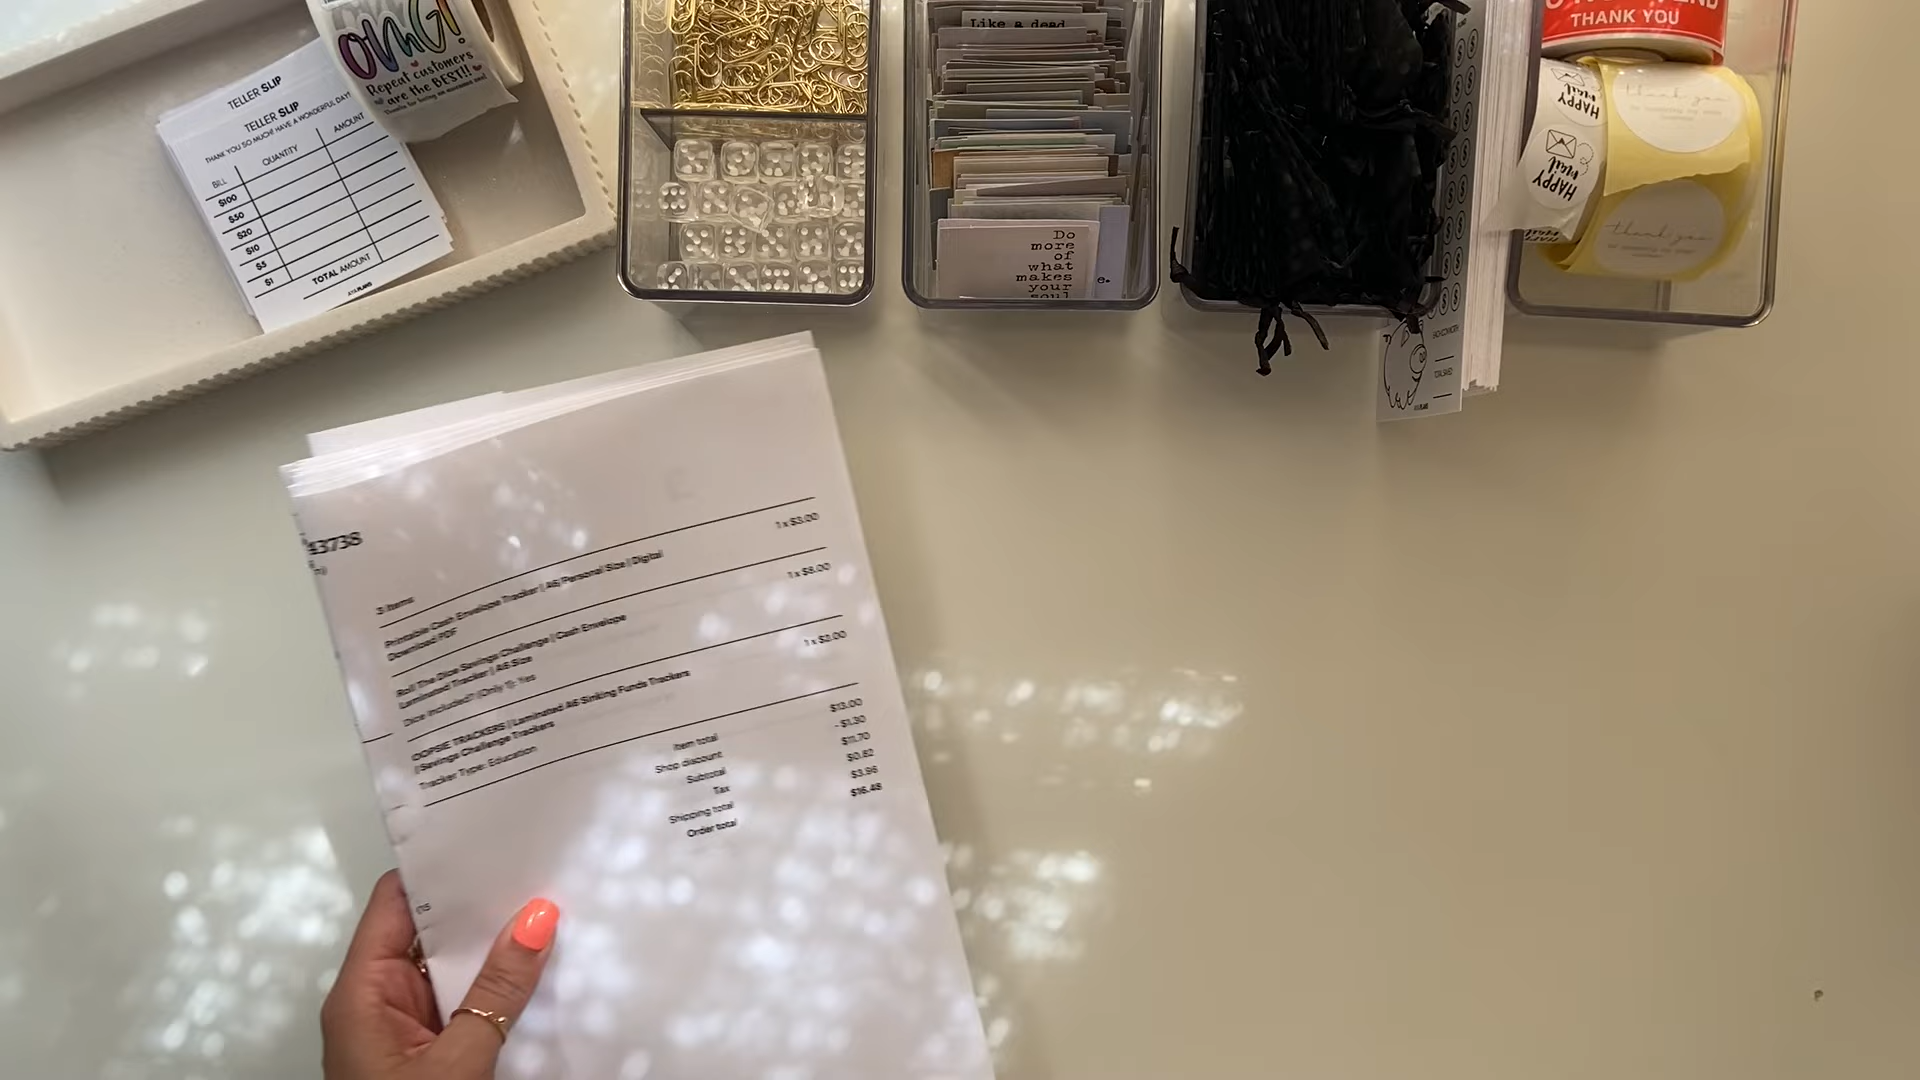 OMG!
Repeat customers
are the BEST!!
TELLER SLIP
TELLER SLIP
THANK YOU SO MUCH! HAVE A WONDERFUL DAY!
BILL QUANTITY AMOUNT
$100
$50
$20
$10
$5
$1
TOTAL AMOUNT
Like a dead
Do
more
of
what
makes
your
soul
e.
THANK YOU
HAPPY
mail
HAPPY
mail
thank you
thank you
3738
3 items
Printable Cash Envelope Tracker | A6 Personal Size | Digital
Download PDF
1 x $3.00
Roll The Dice Savings Challenge | Cash Envelope
Laminated Tracker | A6 Size
Dice Included? (Only 1): Yes
1 x $8.00
OOPSIE TRACKERS | Laminated A6 Sinking Funds Trackers
| Savings Challenge Trackers
Tracker Type: Education
1 x $2.00
Item total $13.00
Shop discount - $1.30
Subtotal $11.70
Tax $0.82
Shipping total $3.96
Order total $16.48